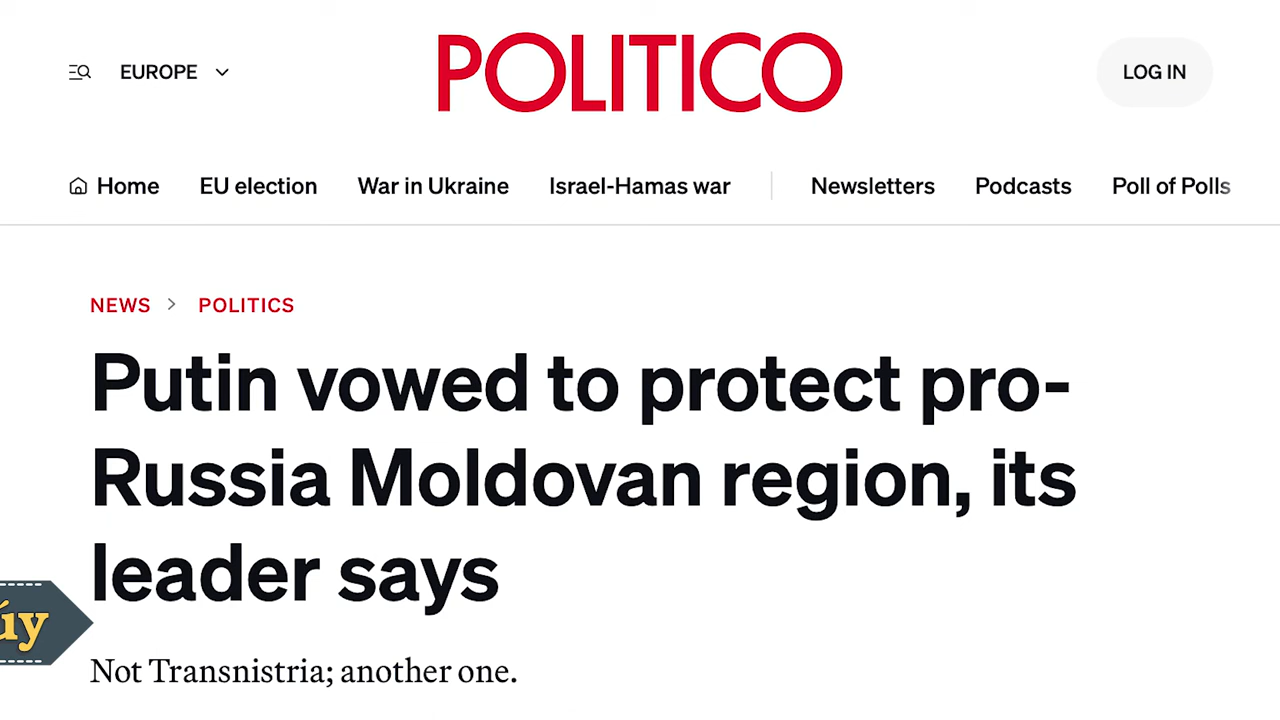 POLITICO
EUROPE
LOG IN
Home EU election War in Ukraine Israel-Hamas war Newsletters Podcasts Poll of Polls
NEWS > POLITICS
Putin vowed to protect pro-
Russia Moldovan region, its
leader says
Not Transnistria; another one.